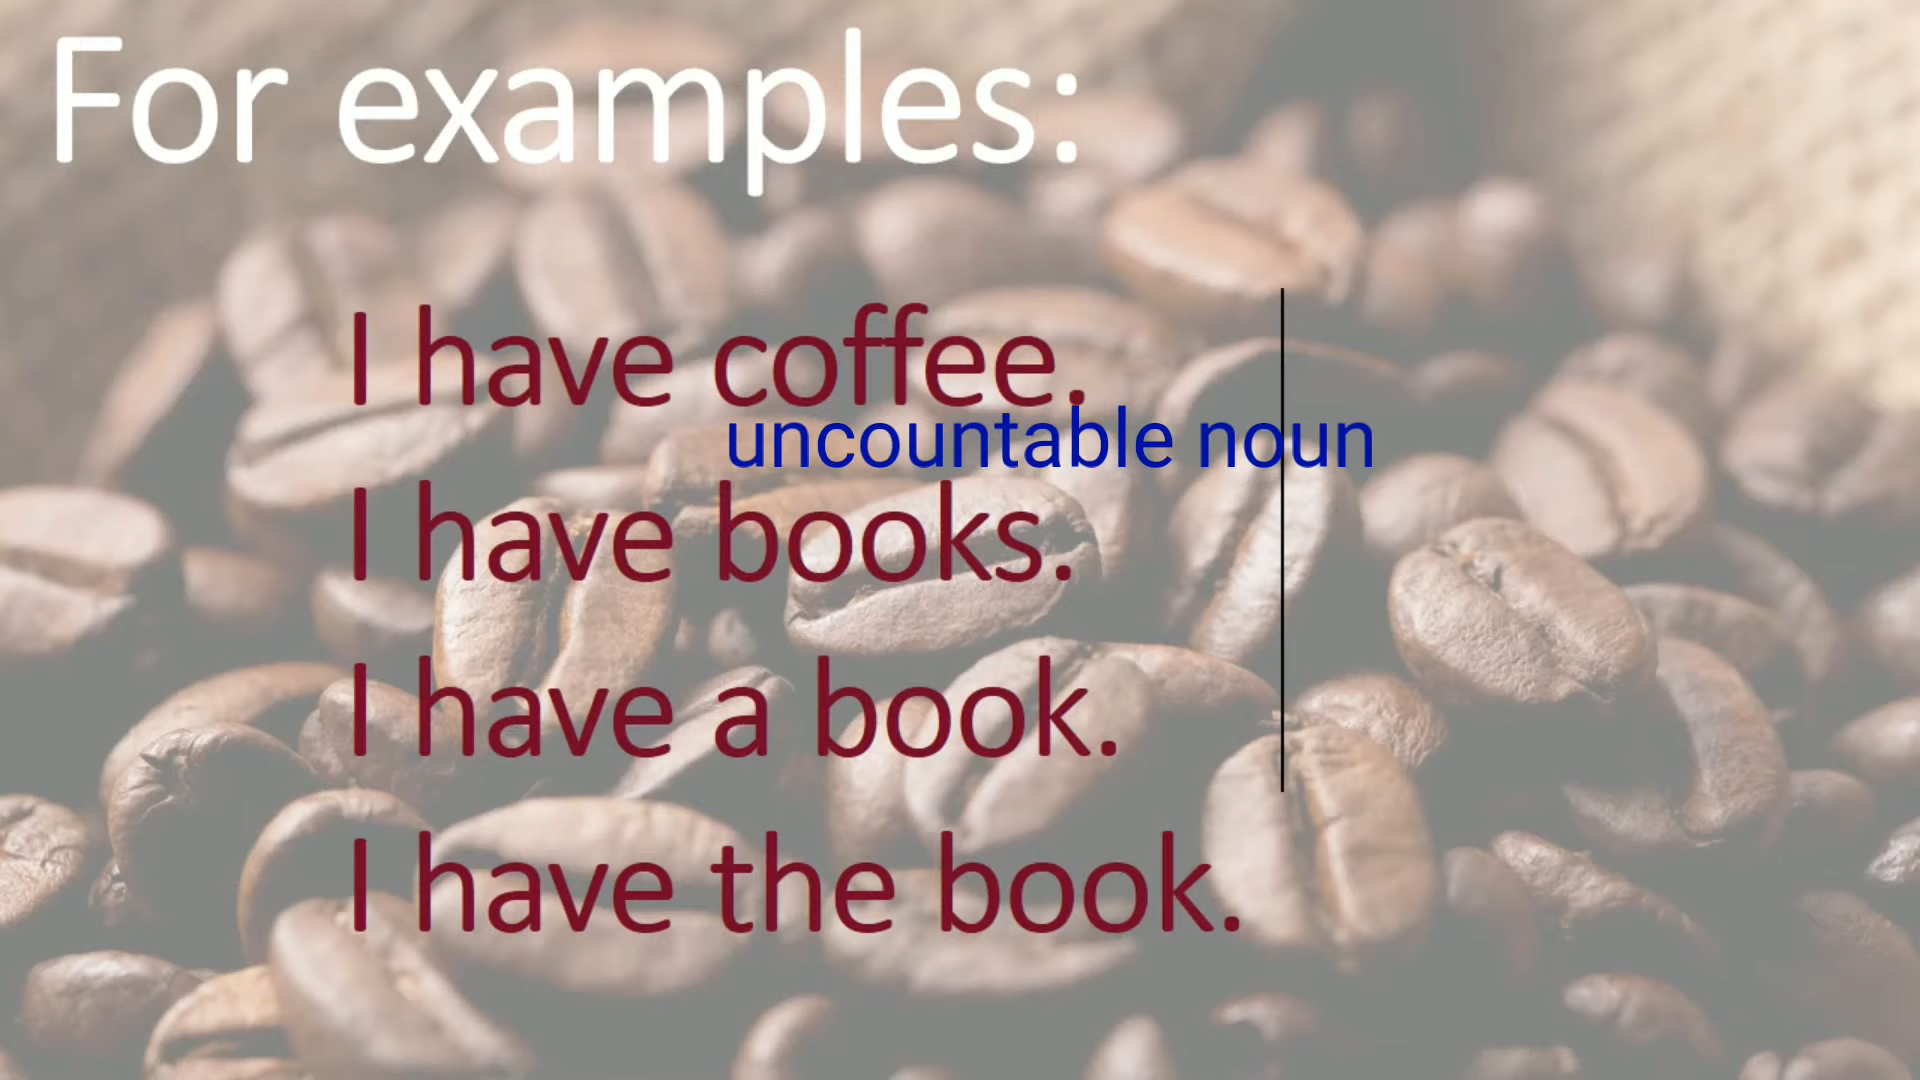 For examples:
I have coffee.
uncountable noun
I have books.
I have a book.
I have the book.